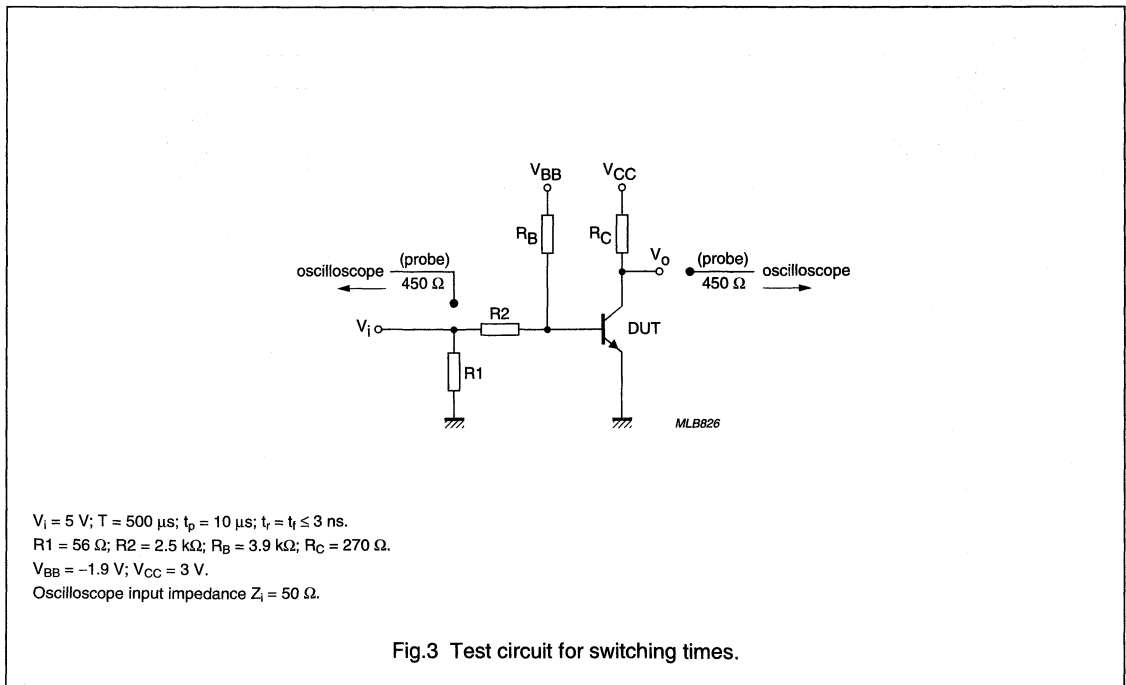 V_BB V_CC
R_B R_C
V_o
oscilloscope (probe) 450 Ω
(probe) 450 Ω oscilloscope
R2
V_i
DUT
R1
MLB826
V_i = 5 V; T = 500 μs; t_p = 10 μs; t_r = t_f ≤ 3 ns.
R1 = 56 Ω; R2 = 2.5 kΩ; R_B = 3.9 kΩ; R_C = 270 Ω.
V_BB = −1.9 V; V_CC = 3 V.
Oscilloscope input impedance Z_i = 50 Ω.
Fig.3 Test circuit for switching times.